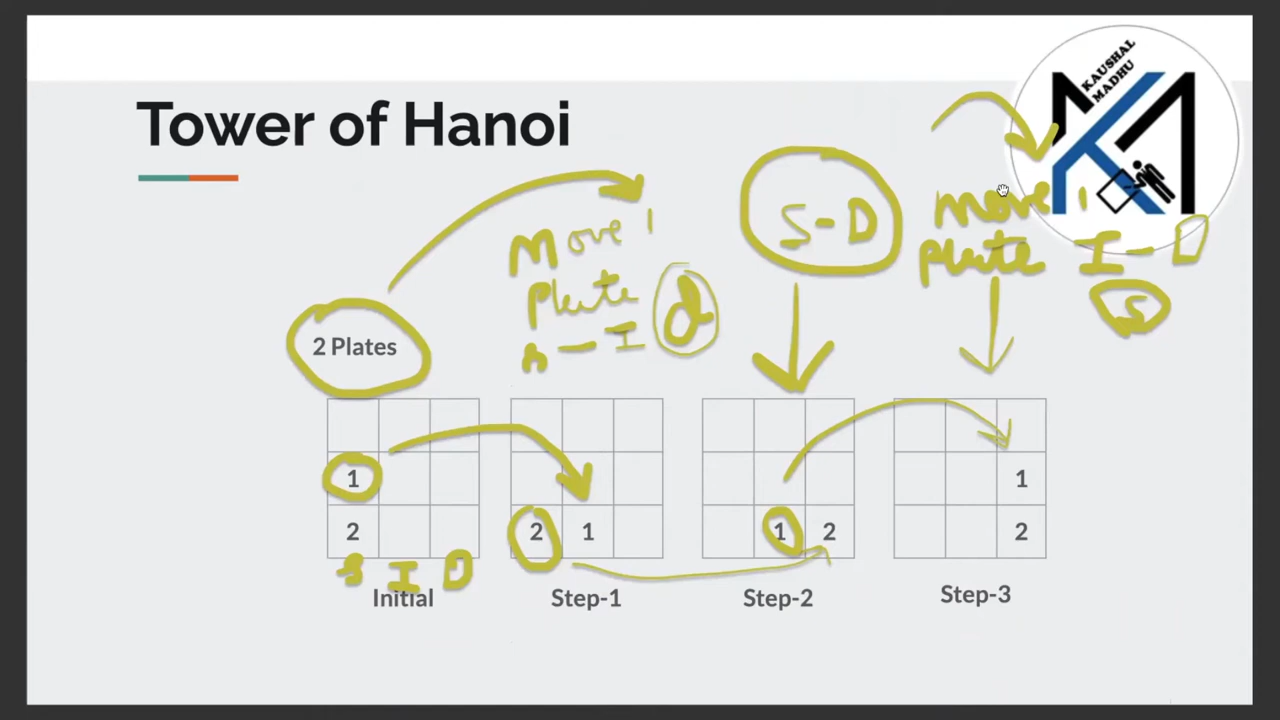 KAUSHAL
MADHU
Tower of Hanoi
Move 1
plate
s - I d
S-D
move 1
plate I - D
S
2 Plates
1
2
S I D
Initial
2 1
Step-1
1 2
Step-2
1
2
Step-3